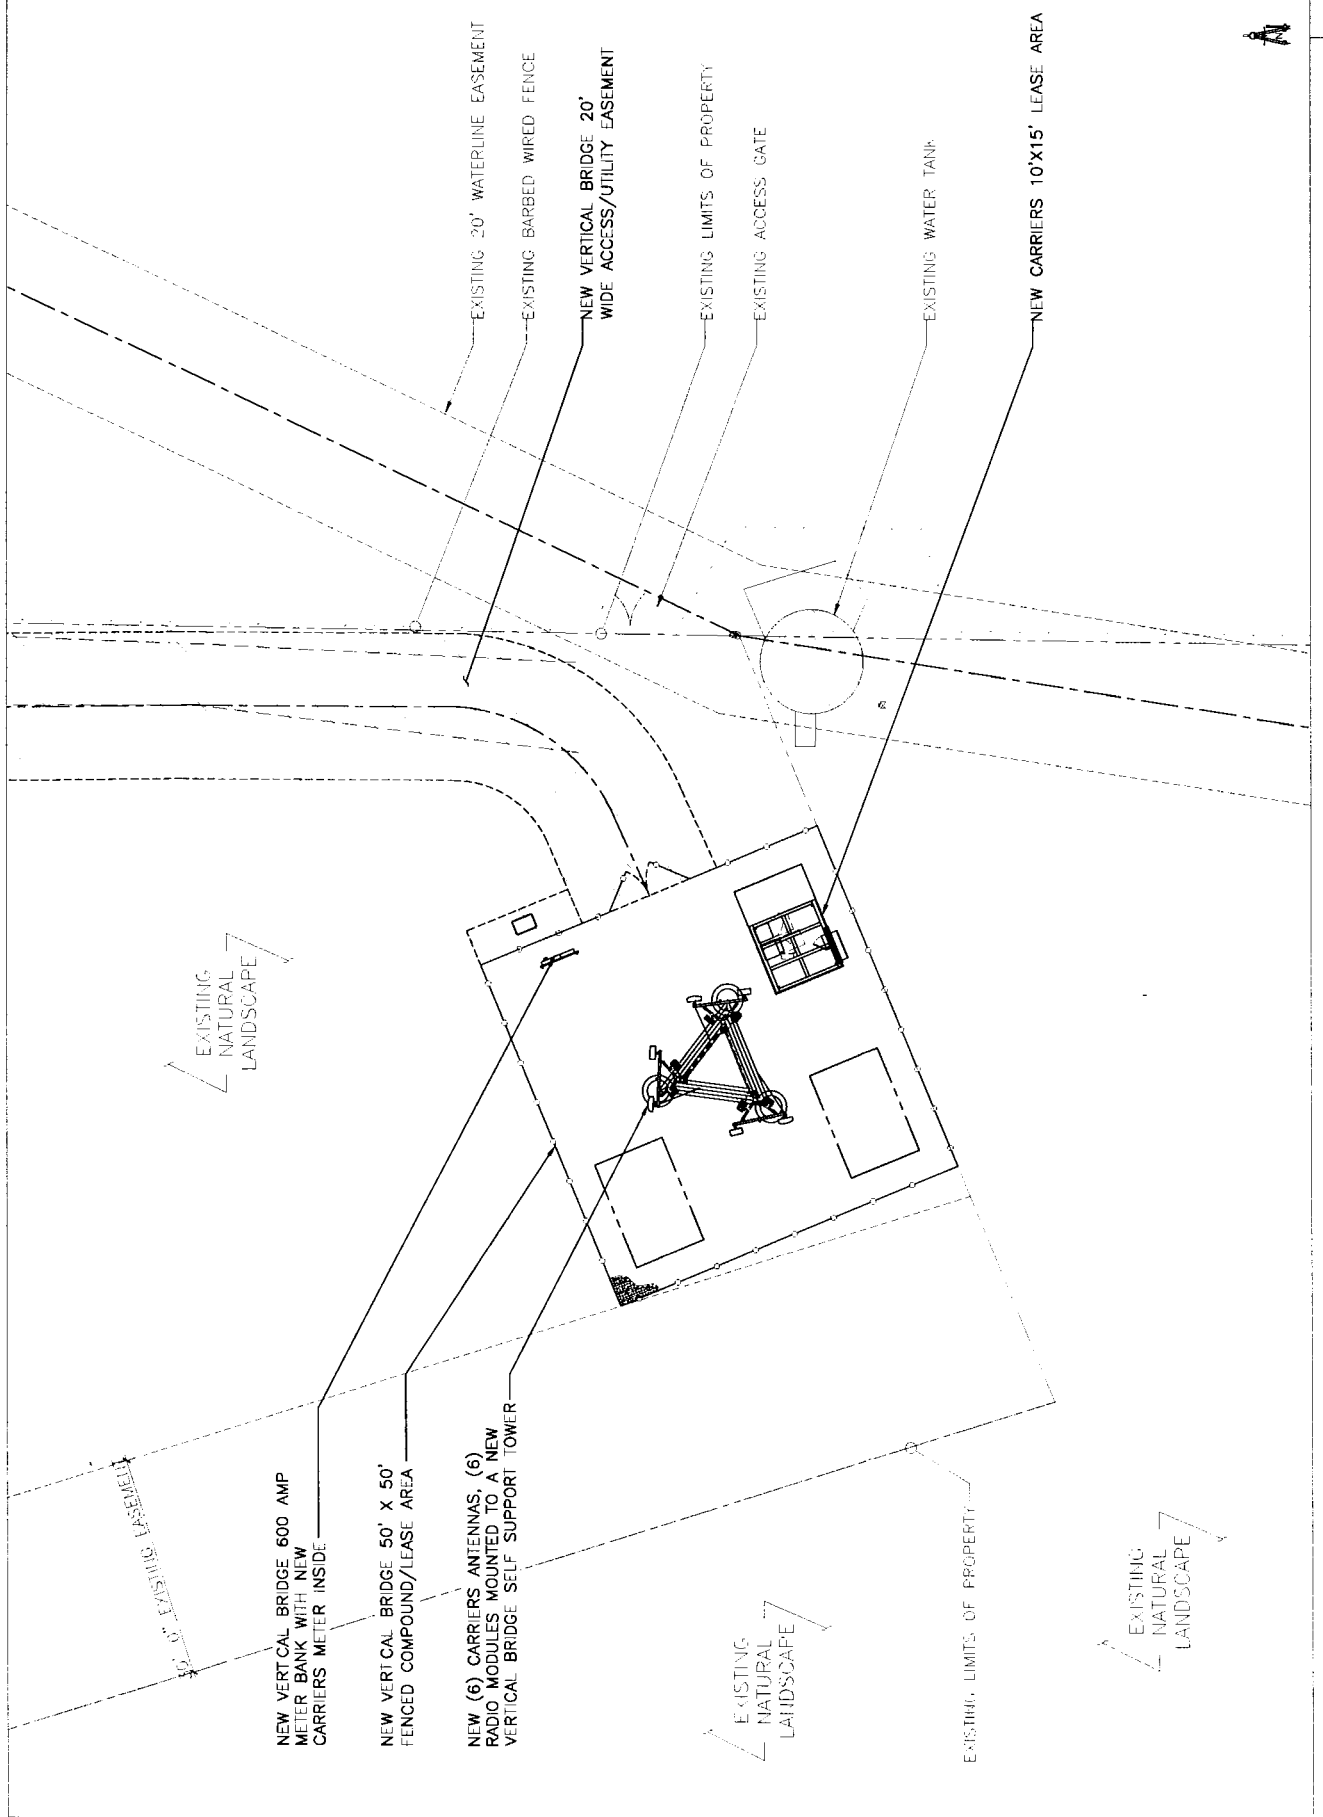 EXISTING 20' WATERLINE EASEMENT
EXISTING BARBED WIRED FENCE
NEW VERTICAL BRIDGE 20'
WIDE ACCESS/UTILITY EASEMENT
EXISTING LIMITS OF PROPERTY
EXISTING ACCESS GATE
EXISTING WATER TANK
NEW CARRIERS 10'X15' LEASE AREA
N
EXISTING
NATURAL
LANDSCAPE
EXISTING EASEMENT
NEW VERTICAL BRIDGE 600 AMP
METER BANK WITH NEW
CARRIERS METER INSIDE
NEW VERTICAL BRIDGE 50' X 50'
FENCED COMPOUND/LEASE AREA
NEW (6) CARRIERS ANTENNAS, (6)
RADIO MODULES MOUNTED TO A NEW
VERTICAL BRIDGE SELF SUPPORT TOWER
EXISTING
NATURAL
LANDSCAPE
EXISTING LIMITS OF PROPERTY
EXISTING
NATURAL
LANDSCAPE